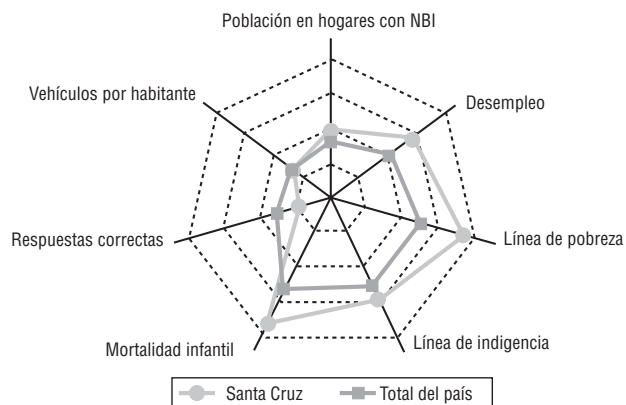 Población en hogares con NBI
Vehículos por habitante
Desempleo
Respuestas correctas
Línea de pobreza
Mortalidad infantil
Línea de indigencia
Santa Cruz
Total del país